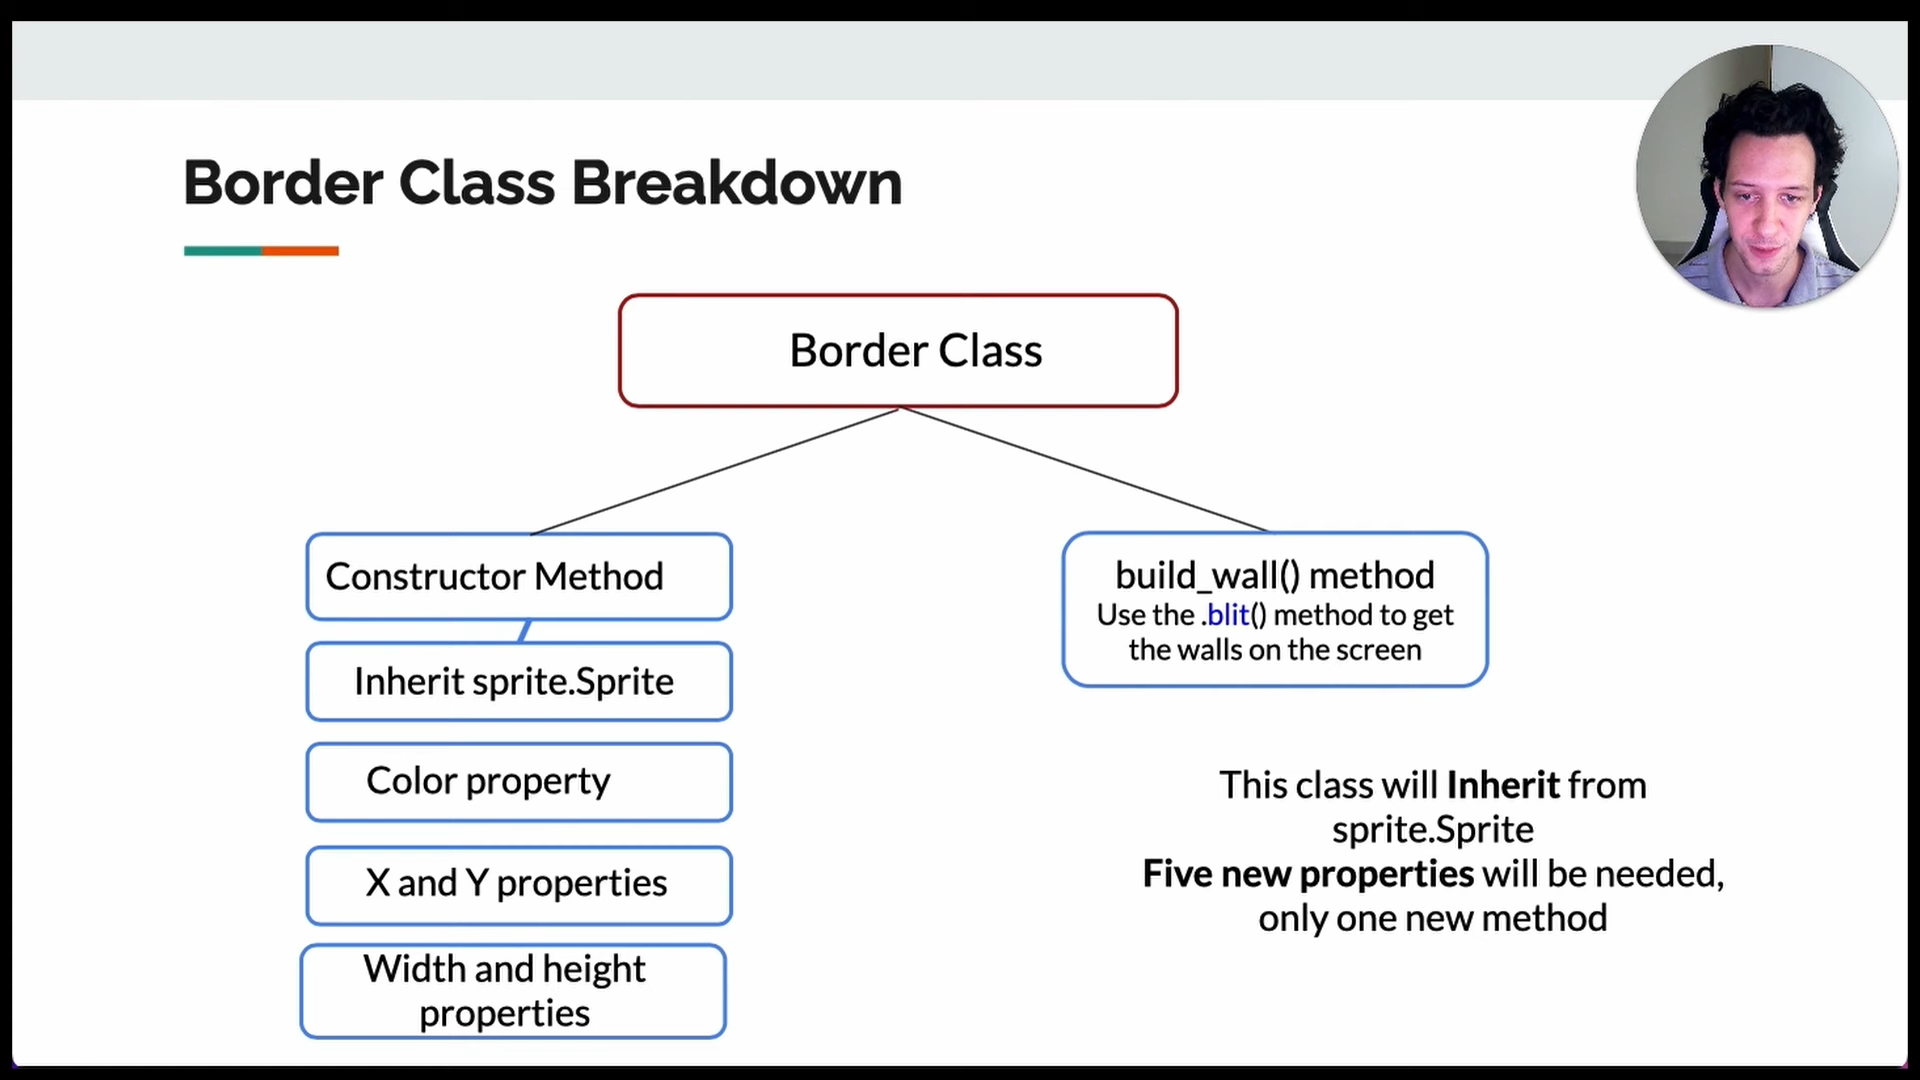 Border Class Breakdown
Border Class
Constructor Method
Inherit sprite.Sprite
Color property
X and Y properties
Width and height
properties
build_wall() method
Use the .blit() method to get
the walls on the screen
This class will Inherit from
sprite.Sprite
Five new properties will be needed,
only one new method